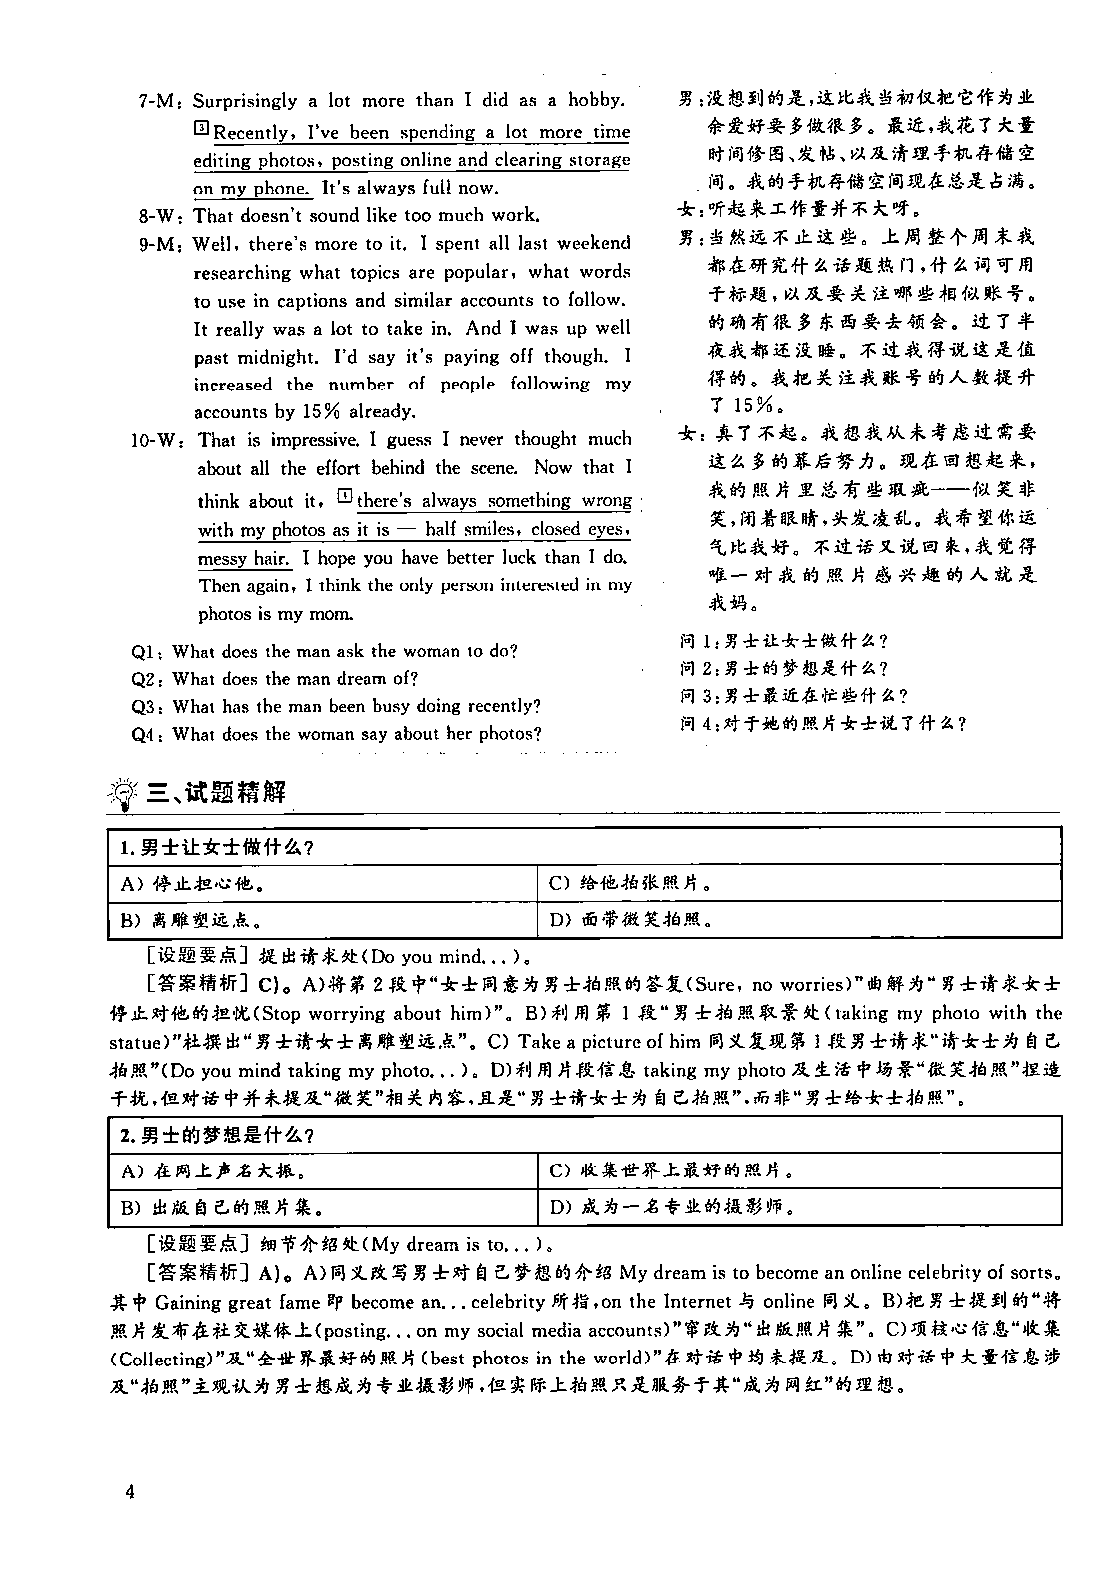 7-M: Surprisingly a lot more than I did as a hobby.
[3]Recently, I've been spending a lot more time
editing photos, posting online and clearing storage
on my phone. It's always full now.
8-W: That doesn't sound like too much work.
9-M: Well, there's more to it. I spent all last weekend
researching what topics are popular, what words
to use in captions and similar accounts to follow.
It really was a lot to take in. And I was up well
past midnight. I'd say it's paying off though. I
increased the number of people following my
accounts by 15% already.
10-W: That is impressive. I guess I never thought much
about all the effort behind the scene. Now that I
think about it, [4]there's always something wrong
with my photos as it is — half smiles, closed eyes,
messy hair. I hope you have better luck than I do.
Then again, I think the only person interested in my
photos is my mom.
Q1: What does the man ask the woman to do?
Q2: What does the man dream of?
Q3: What has the man been busy doing recently?
Q4: What does the woman say about her photos?
男:没想到的是,这比我当初仅把它作为业
余爱好要多做很多。最近,我花了大量
时间修图、发帖、以及清理手机存储空
间。我的手机存储空间现在总是占满。
女:听起来工作量并不大呀。
男:当然远不止这些。上周整个周末我
都在研究什么话题热门,什么词可用
于标题,以及要关注哪些相似账号。
的确有很多东西要去领会。过了半
夜我都还没睡。不过我得说这是值
得的。我把关注我账号的人数提升
了 15%。
女:真了不起。我想我从未考虑过需要
这么多的幕后努力。现在回想起来,
我的照片里总有些瑕疵——似笑非
笑,闭着眼睛,头发凌乱。我希望你运
气比我好。不过话又说回来,我觉得
唯一对我的照片感兴趣的人就是
我妈。
问 1:男士让女士做什么?
问 2:男士的梦想是什么?
问 3:男士最近在忙些什么?
问 4:对于她的照片女士说了什么?
三、试题精解
1. 男士让女士做什么?
A) 停止担心他。 C) 给他拍张照片。
B) 离雕塑远点。 D) 面带微笑拍照。
[设题要点] 提出请求处(Do you mind...)。
[答案精析] C)。A)将第 2 段中“女士同意为男士拍照的答复(Sure, no worries)”曲解为“男士请求女士
停止对他的担忧(Stop worrying about him)”。B)利用第 1 段“男士拍照取景处(taking my photo with the
statue)”杜撰出“男士请女士离雕塑远点”。C) Take a picture of him 同义复现第 1 段男士请求“请女士为自己
拍照”(Do you mind taking my photo...)。D)利用片段信息 taking my photo 及生活中场景“微笑拍照”捏造
干扰,但对话中并未提及“微笑”相关内容,且是“男士请女士为自己拍照”,而非“男士给女士拍照”。
2. 男士的梦想是什么?
A) 在网上声名大振。 C) 收集世界上最好的照片。
B) 出版自己的照片集。 D) 成为一名专业的摄影师。
[设题要点] 细节介绍处(My dream is to...)。
[答案精析] A)。A)同义改写男士对自己梦想的介绍 My dream is to become an online celebrity of sorts。
其中 Gaining great fame 即 become an... celebrity 所指,on the Internet 与 online 同义。B)把男士提到的“将
照片发布在社交媒体上(posting... on my social media accounts)”窜改为“出版照片集”。C)项核心信息“收集
(Collecting)”及“全世界最好的照片(best photos in the world)”在对话中均未提及。D)由对话中大量信息涉
及“拍照”主观认为男士想成为专业摄影师,但实际上拍照只是服务于其“成为网红”的理想。
4